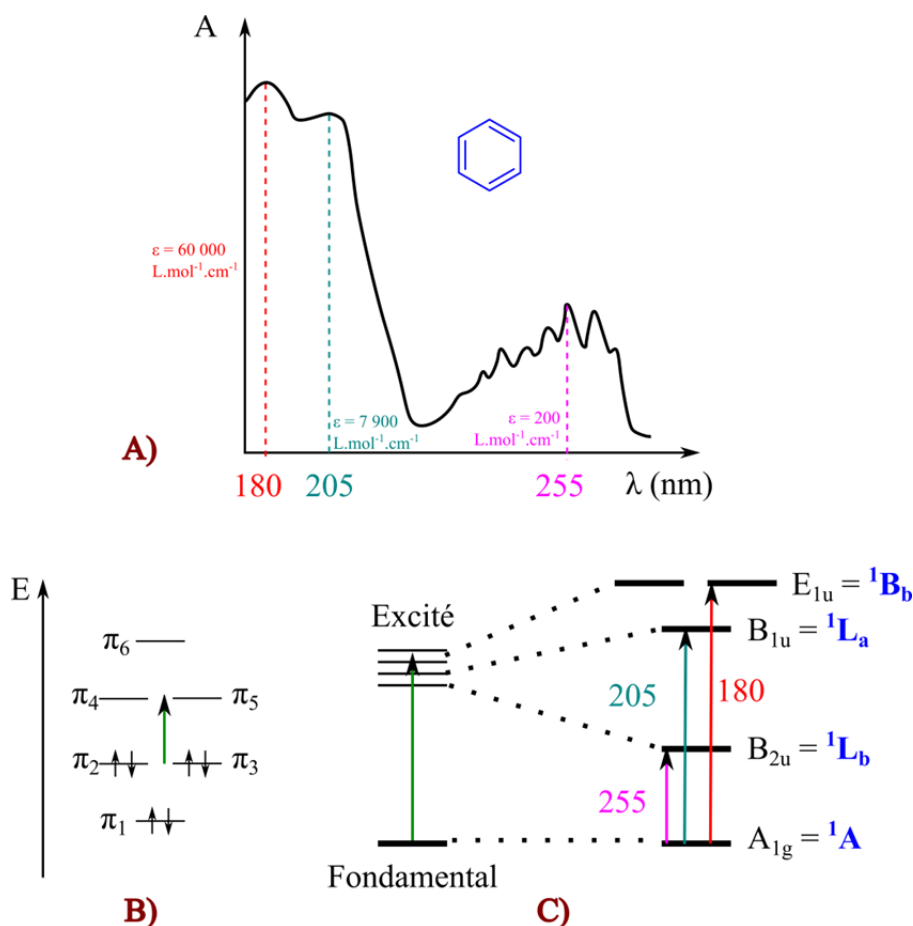 A
ε = 60 000
L.mol⁻¹.cm⁻¹
ε = 7 900
L.mol⁻¹.cm⁻¹
ε = 200
L.mol⁻¹.cm⁻¹
A)
180
205
255
λ (nm)
E
π₆
π₄
π₅
π₂
π₃
π₁
B)
Excité
Fondamental
E₁ᵤ = ¹B_b
B₁ᵤ = ¹Lₐ
205
180
B₂ᵤ = ¹L_b
255
A₁g = ¹A
C)